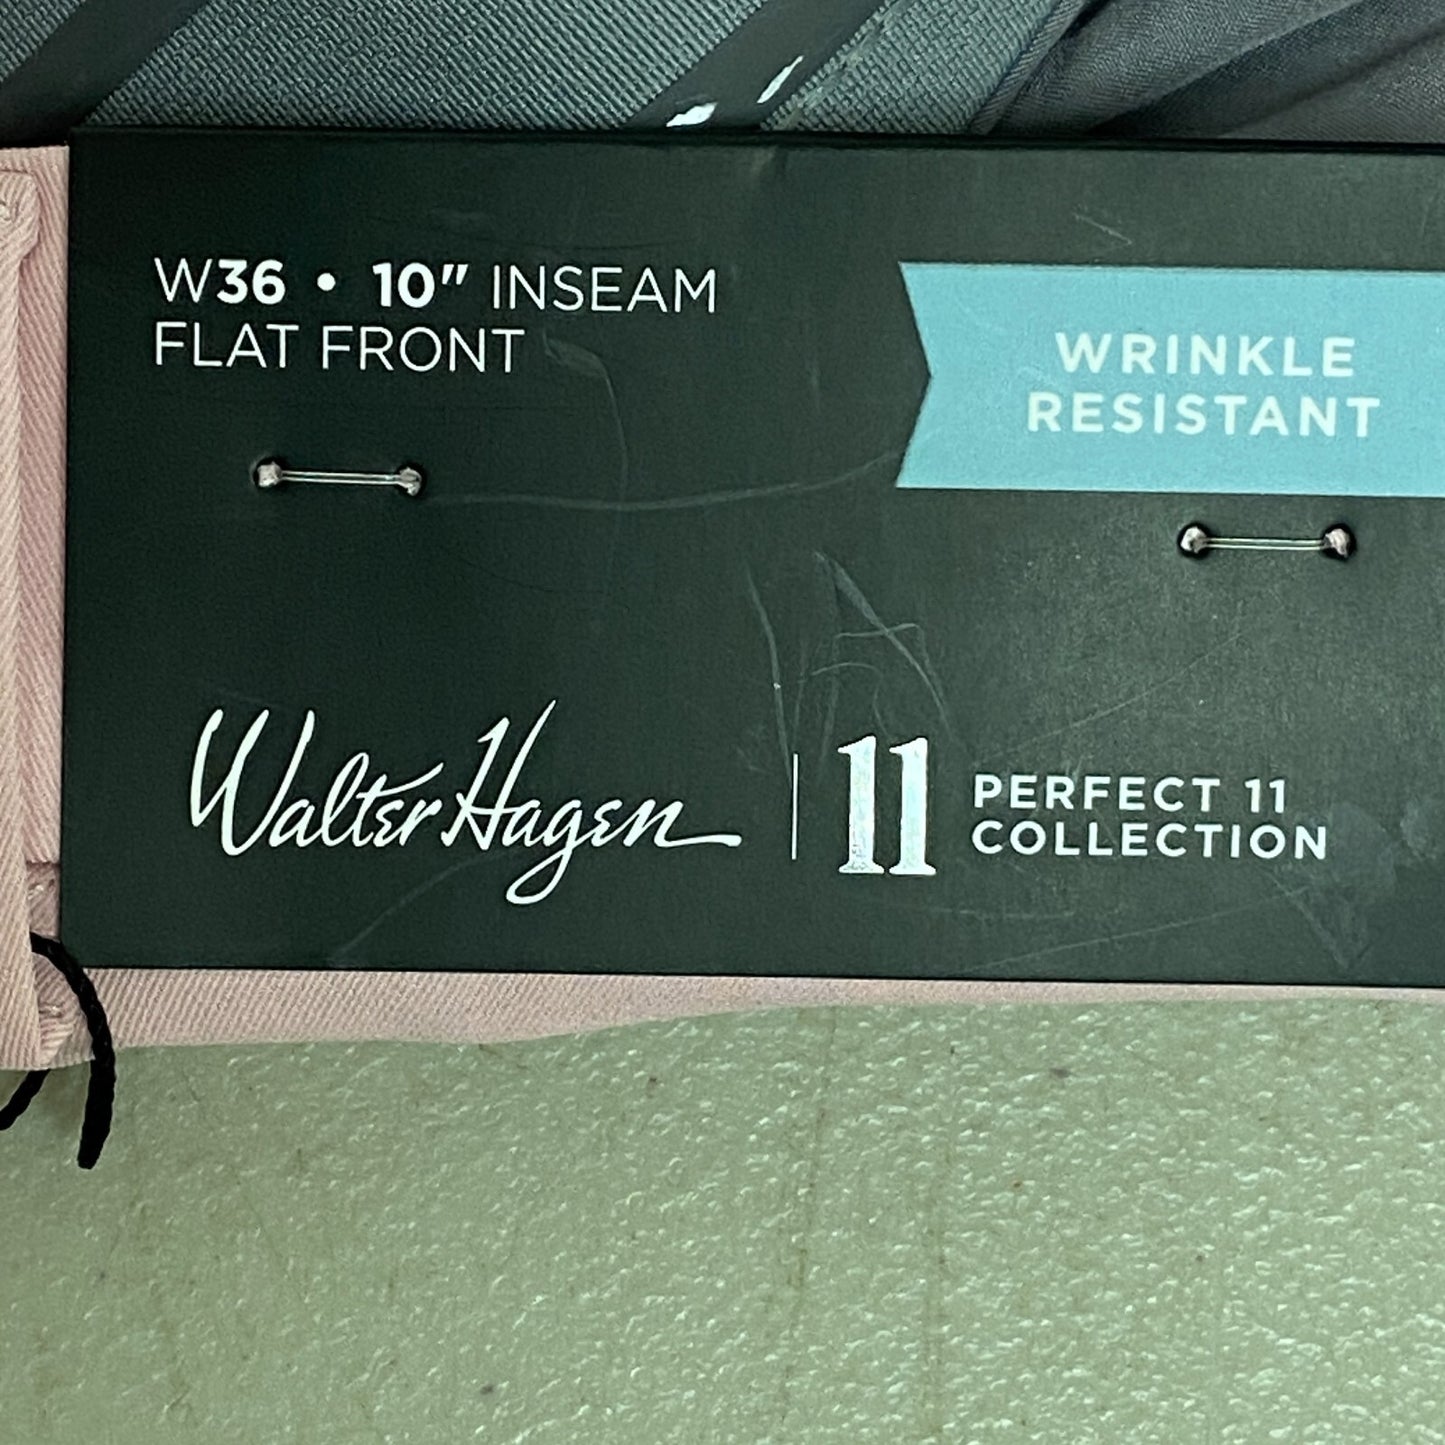 W36 • 10" INSEAM
FLAT FRONT
WRINKLE
RESISTANT
Walter Hagen | 11
PERFECT 11
COLLECTION